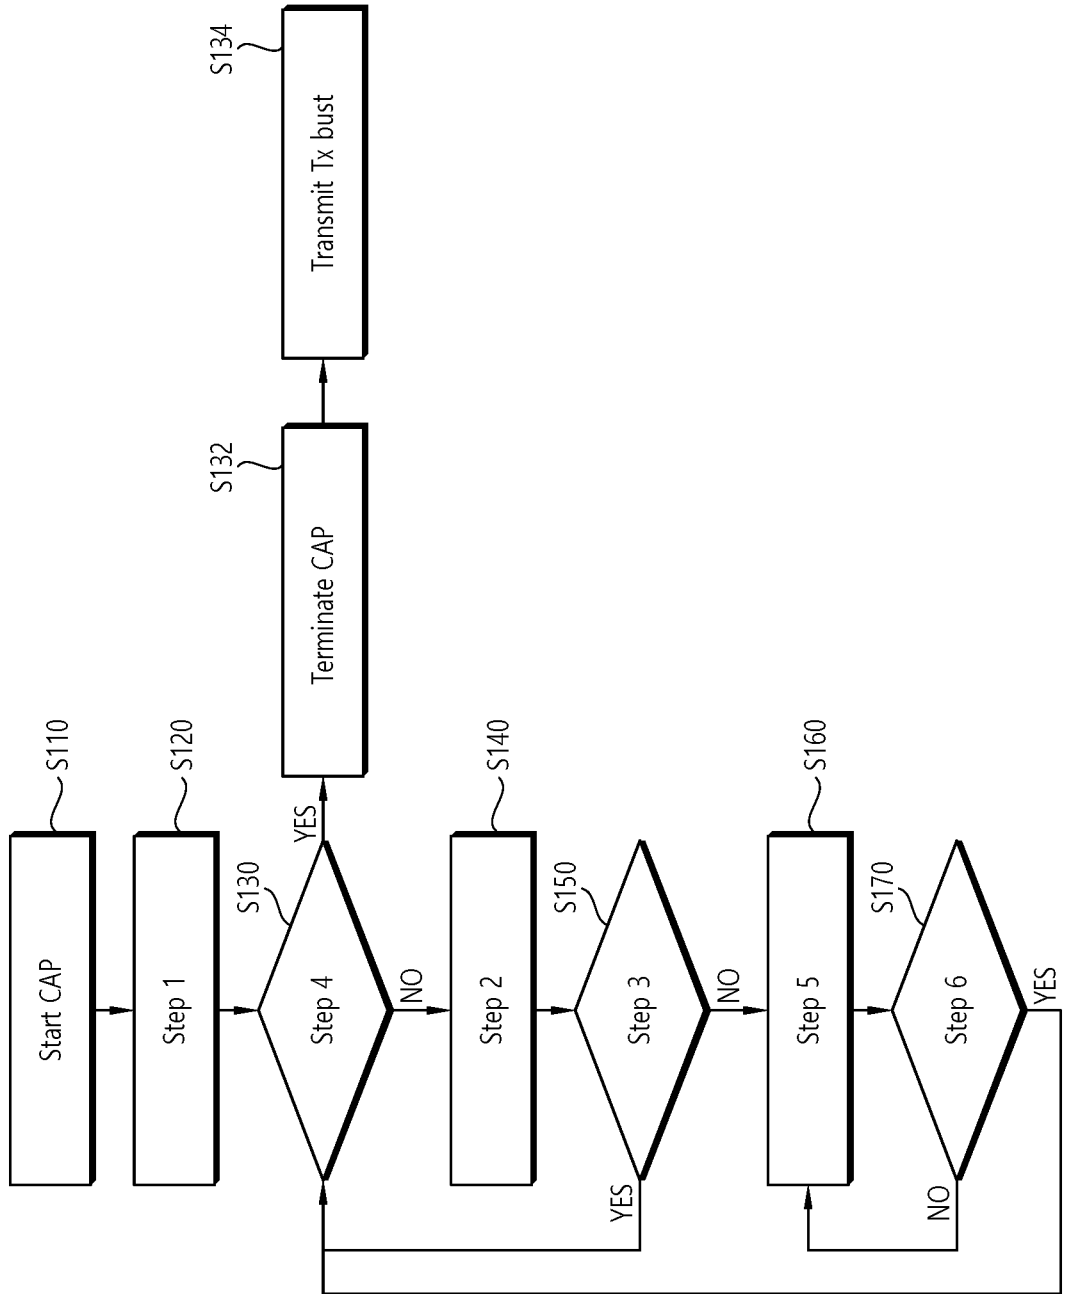 Start CAP
S110
Step 1
S120
Step 4
S130
YES
NO
Terminate CAP
S132
Transmit Tx bust
S134
Step 2
S140
Step 3
S150
YES
NO
Step 5
S160
Step 6
S170
NO
YES